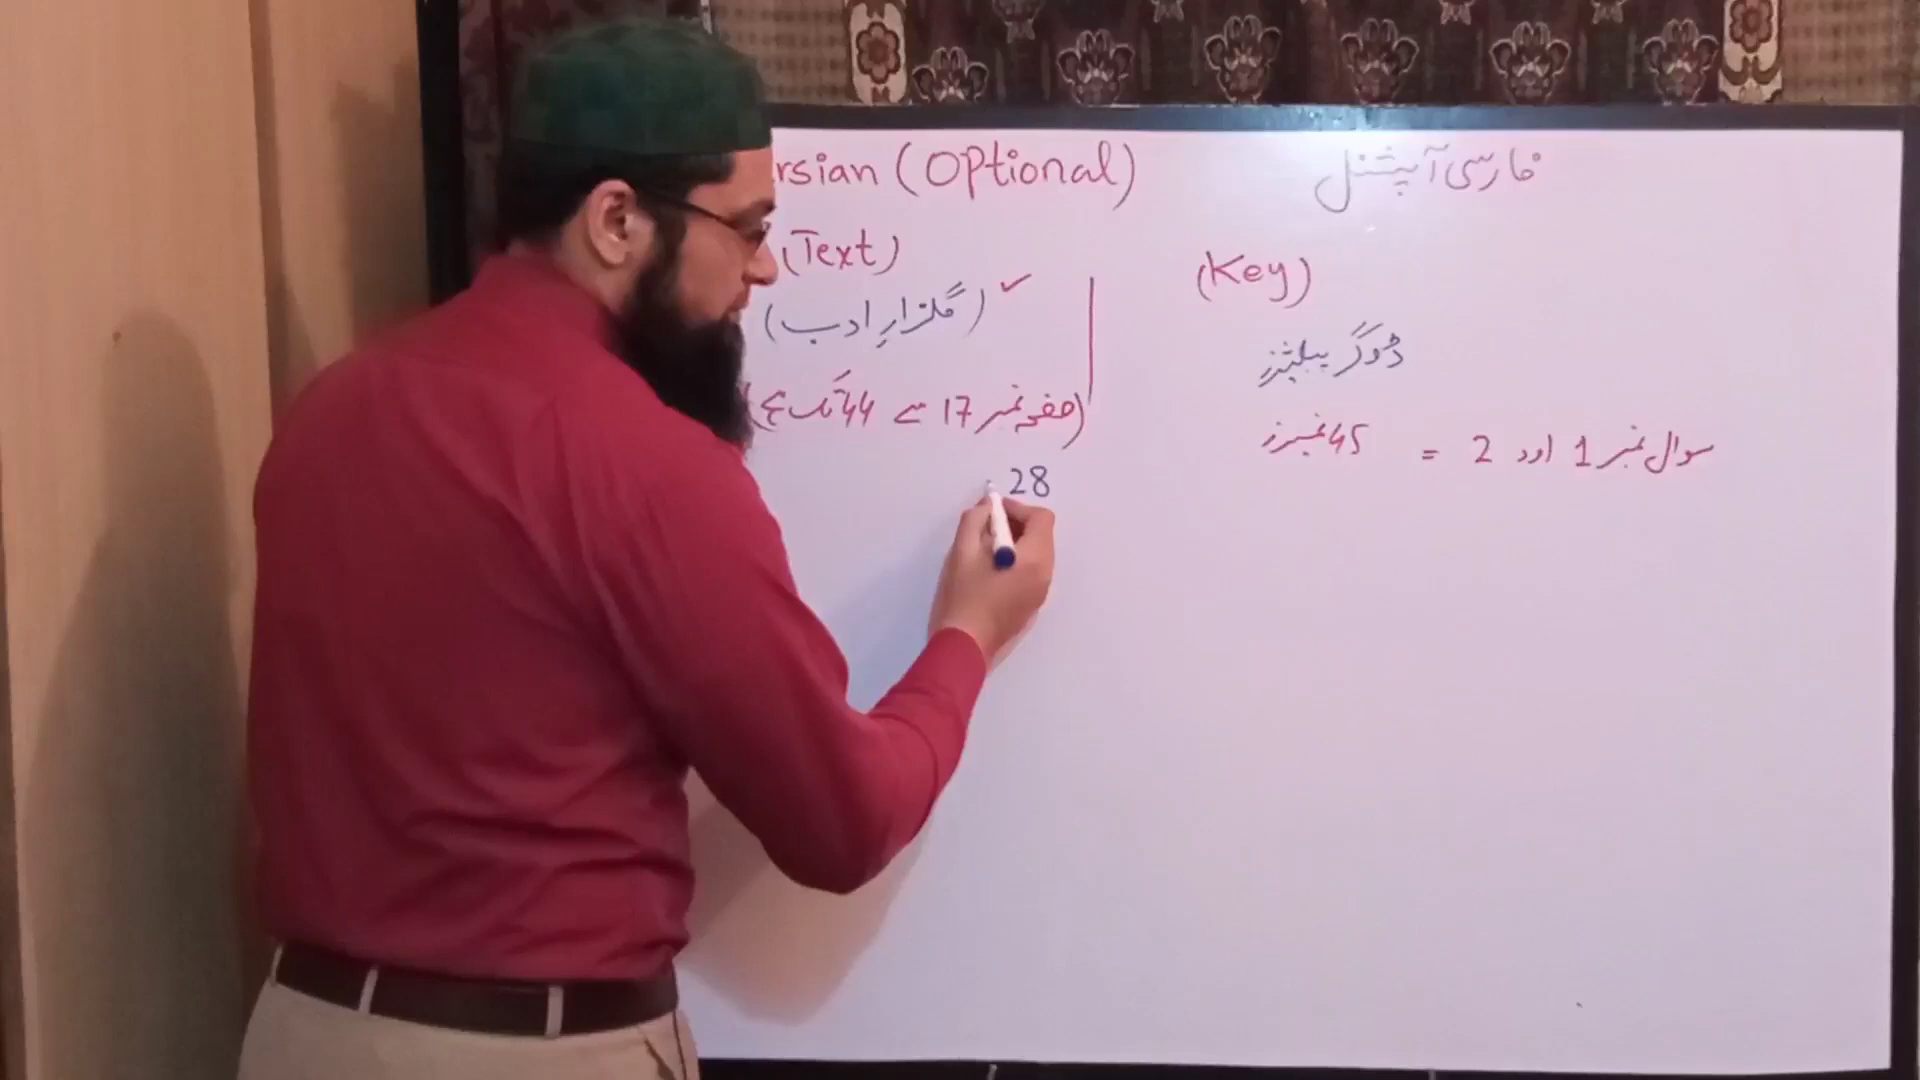 rsian (Optional)
فارسی آپشنل
(Text)
(گلزارِ ادب) ✓
(صفحہ نمبر 17 سے 44 تک
28
(Key)
ڈوگر پبلشرز
سوال نمبر 1 اور 2 = 45 نمبرز